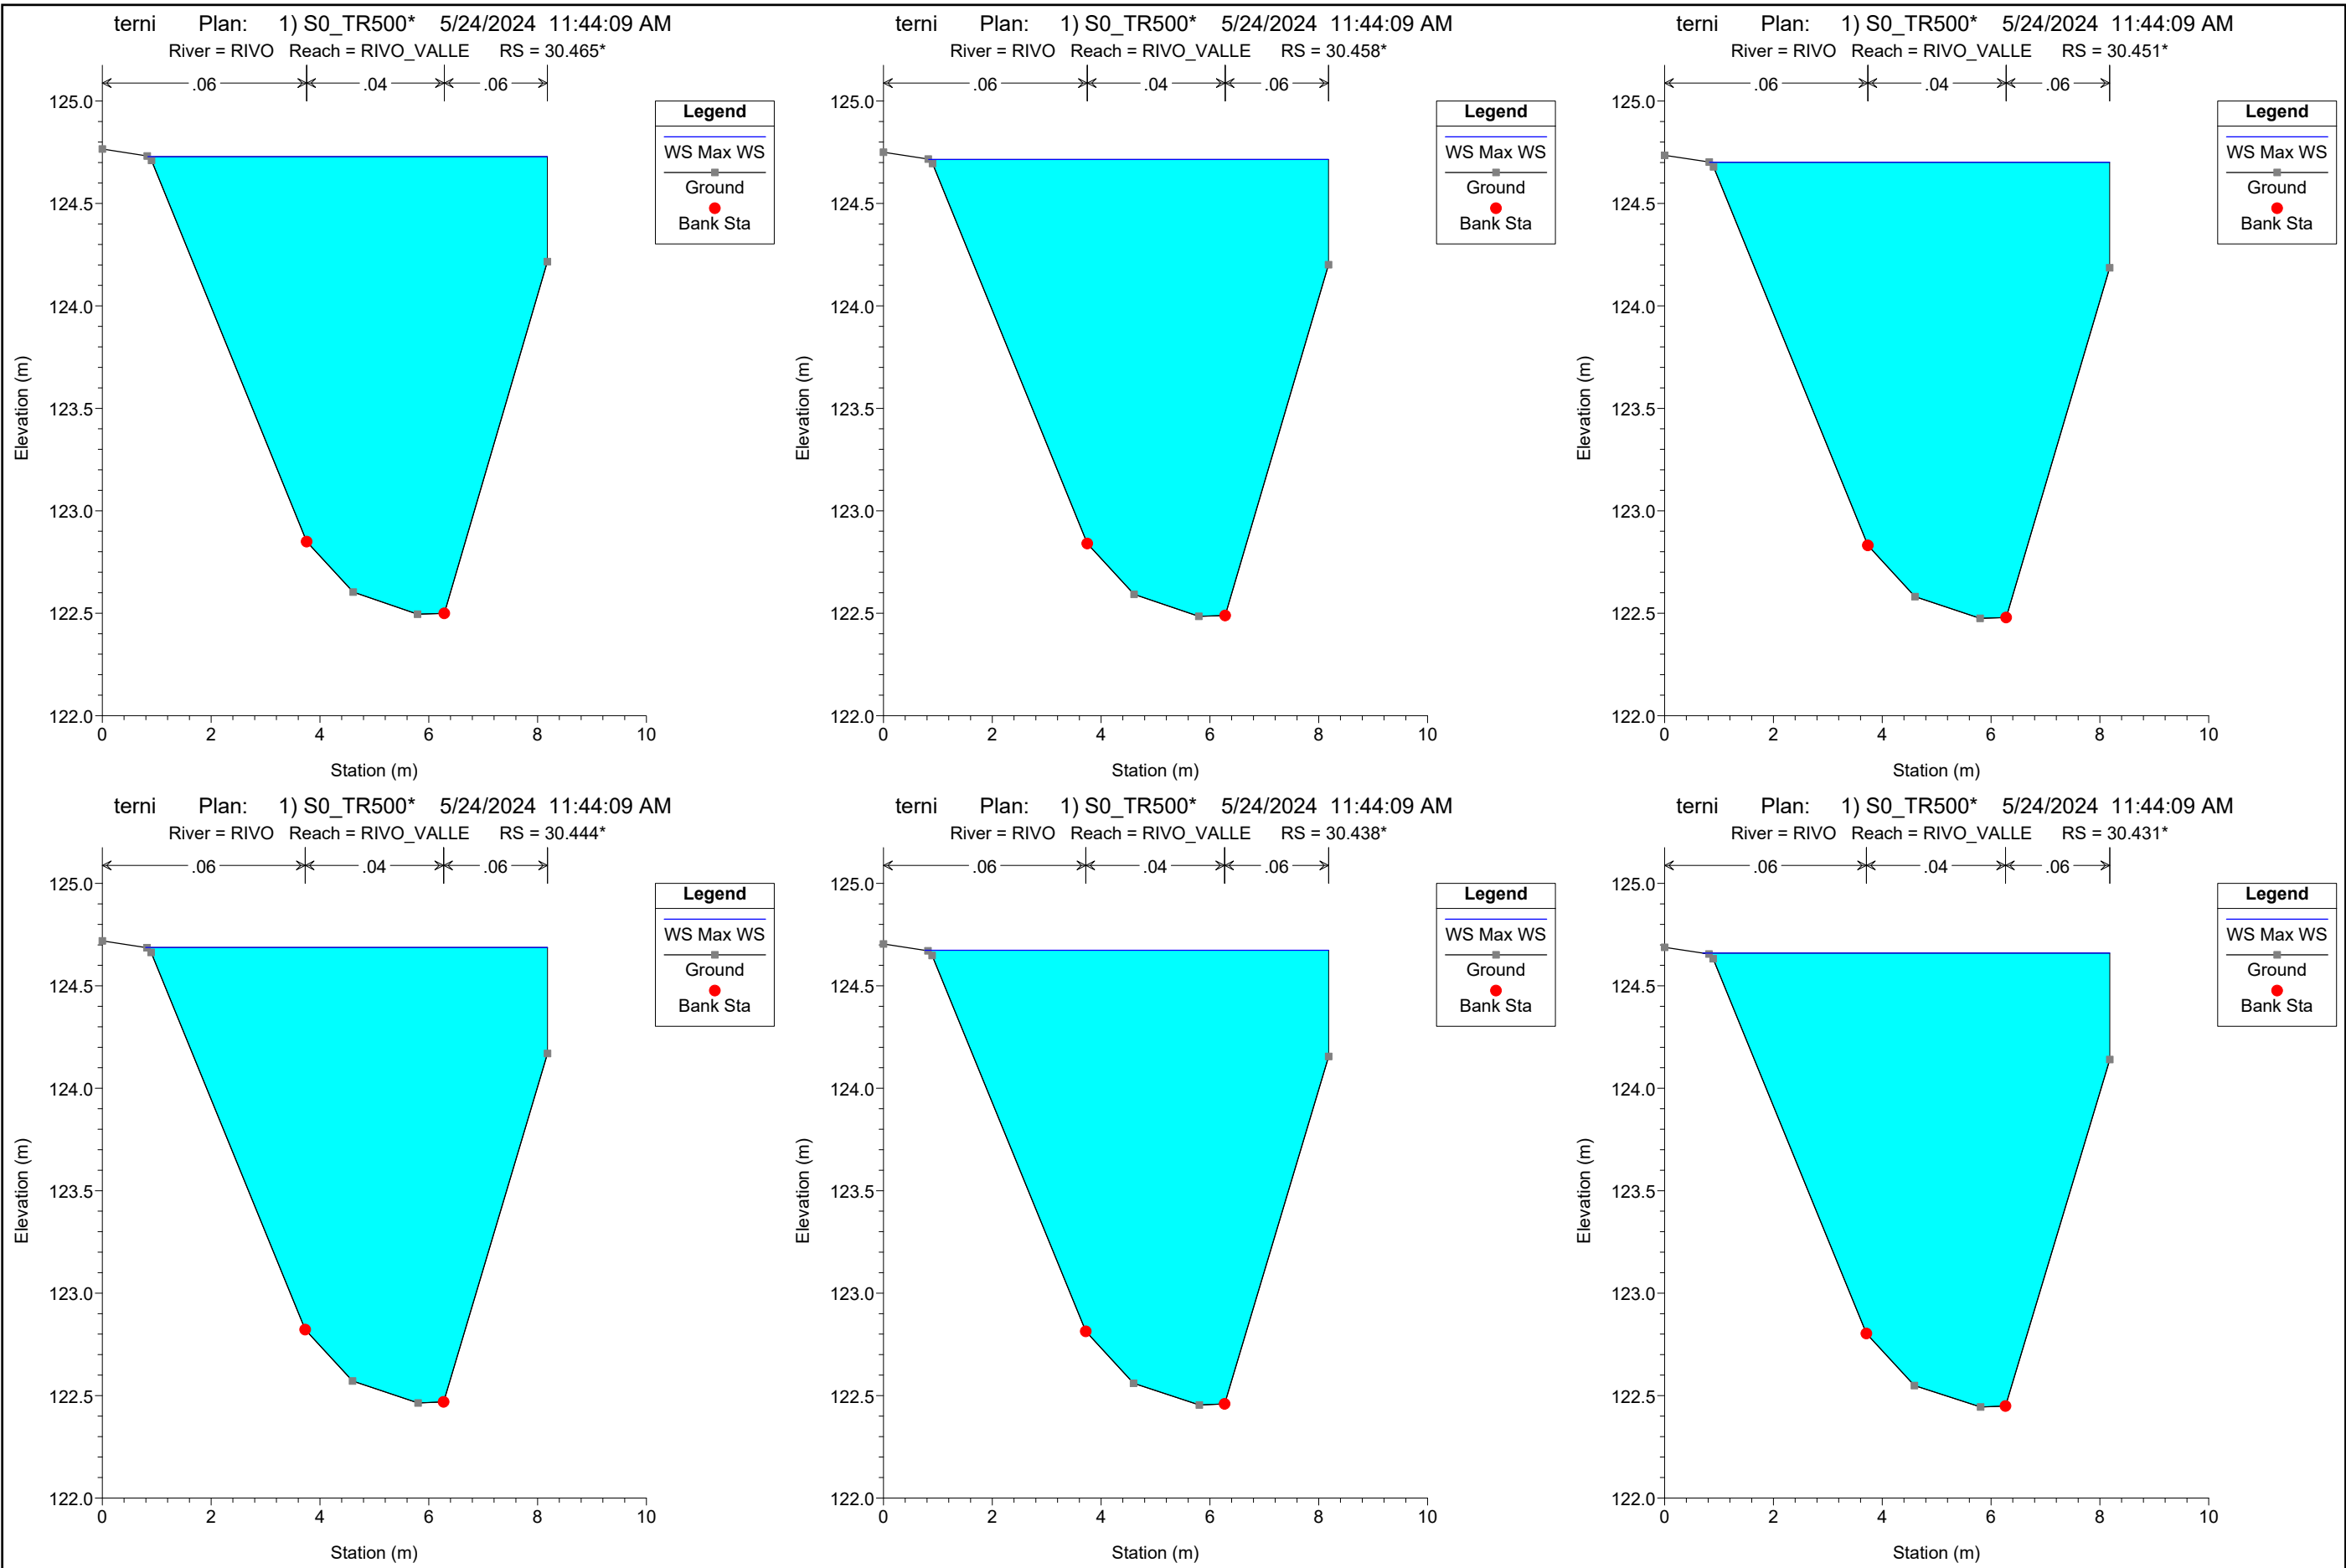 terni Plan: 1) S0_TR500* 5/24/2024 11:44:09 AM
River = RIVO Reach = RIVO_VALLE RS = 30.465*
.06 .04 .06
125.0
124.5
124.0
123.5
123.0
122.5
122.0
Elevation (m)
0 2 4 6 8 10
Station (m)
Legend
WS Max WS
Ground
Bank Sta
terni Plan: 1) S0_TR500* 5/24/2024 11:44:09 AM
River = RIVO Reach = RIVO_VALLE RS = 30.458*
.06 .04 .06
125.0
124.5
124.0
123.5
123.0
122.5
122.0
Elevation (m)
0 2 4 6 8 10
Station (m)
Legend
WS Max WS
Ground
Bank Sta
terni Plan: 1) S0_TR500* 5/24/2024 11:44:09 AM
River = RIVO Reach = RIVO_VALLE RS = 30.451*
.06 .04 .06
125.0
124.5
124.0
123.5
123.0
122.5
122.0
Elevation (m)
0 2 4 6 8 10
Station (m)
Legend
WS Max WS
Ground
Bank Sta
terni Plan: 1) S0_TR500* 5/24/2024 11:44:09 AM
River = RIVO Reach = RIVO_VALLE RS = 30.444*
.06 .04 .06
125.0
124.5
124.0
123.5
123.0
122.5
122.0
Elevation (m)
0 2 4 6 8 10
Station (m)
Legend
WS Max WS
Ground
Bank Sta
terni Plan: 1) S0_TR500* 5/24/2024 11:44:09 AM
River = RIVO Reach = RIVO_VALLE RS = 30.438*
.06 .04 .06
125.0
124.5
124.0
123.5
123.0
122.5
122.0
Elevation (m)
0 2 4 6 8 10
Station (m)
Legend
WS Max WS
Ground
Bank Sta
terni Plan: 1) S0_TR500* 5/24/2024 11:44:09 AM
River = RIVO Reach = RIVO_VALLE RS = 30.431*
.06 .04 .06
125.0
124.5
124.0
123.5
123.0
122.5
122.0
Elevation (m)
0 2 4 6 8 10
Station (m)
Legend
WS Max WS
Ground
Bank Sta